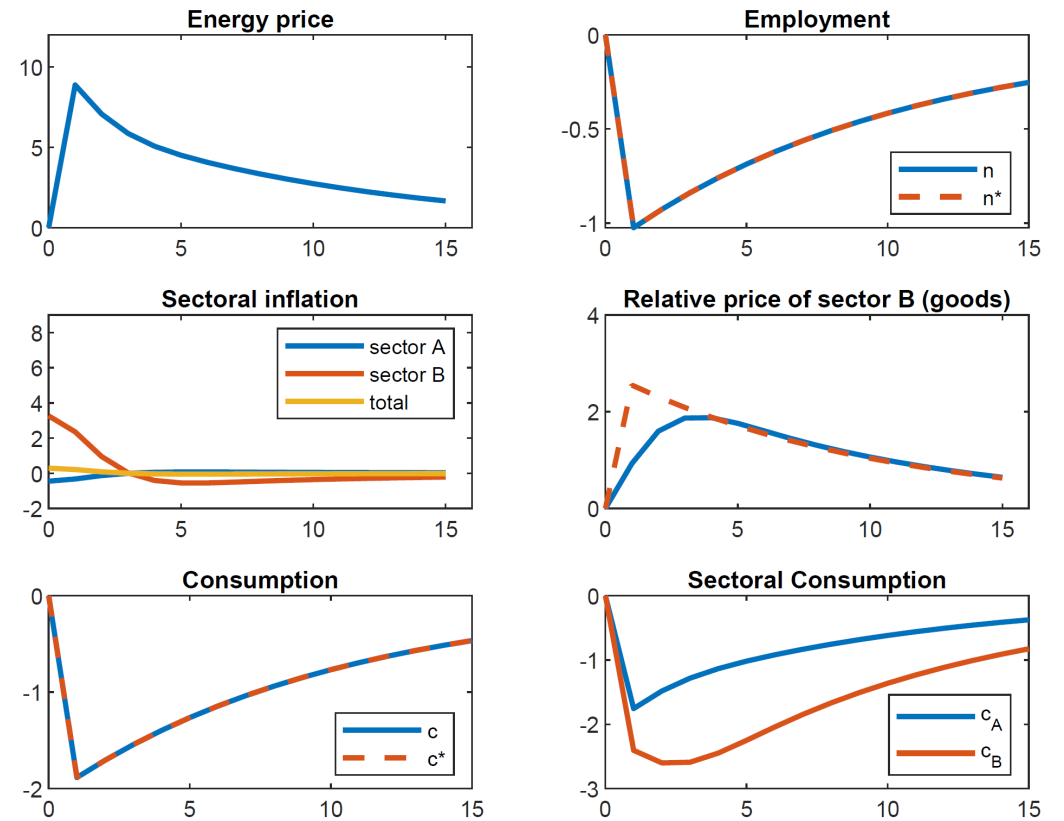 Energy price
10
5
0
0 5 10 15
Employment
0
-0.5
-1
0 5 10 15
n
n*
Sectoral inflation
8
6
4
2
0
-2
0 5 10 15
sector A
sector B
total
Relative price of sector B (goods)
4
2
0
0 5 10 15
Consumption
0
-1
-2
0 5 10 15
c
c*
Sectoral Consumption
0
-1
-2
-3
0 5 10 15
c_A
c_B